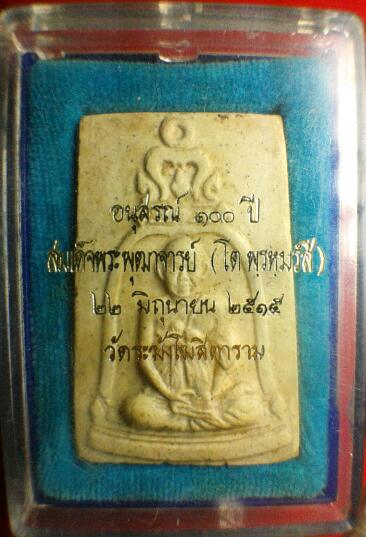 อนุสรณ์ ๑๐๐ ปี
สมเด็จพระพุฒาจารย์ (โต พฺรหฺมรํสี)
๒๒ มิถุนายน ๒๕๑๕
วัดระฆังโฆสิตาราม